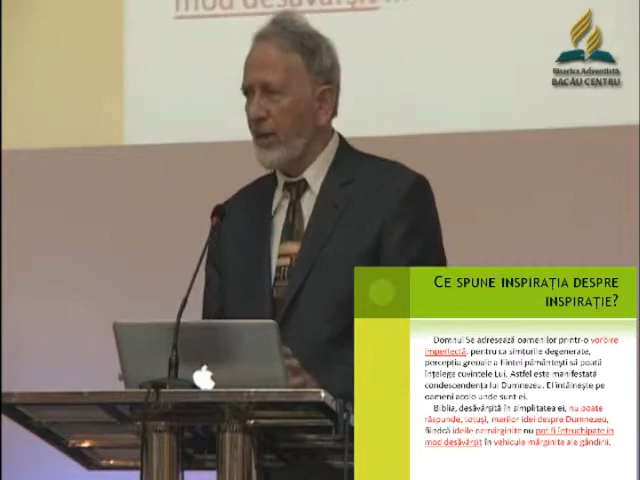 mod desăvârșit
Biserica Adventistă
BACĂU CENTRU
CE SPUNE INSPIRAȚIA DESPRE
INSPIRAȚIE?
Domnul Se adresează oamenilor printr-o vorbire
imperfectă, pentru ca simțurile degenerate,
percepția greoaie a ființei pământești să poată
înțelege cuvintele Lui. Astfel este manifestată
condescendența lui Dumnezeu. El întâlnește pe
oameni acolo unde sunt ei.
Biblia, desăvârșită în simplitatea ei, nu poate
răspunde, totuși, marilor idei despre Dumnezeu,
fiindcă ideile nemărginite nu pot fi întruchipate în
mod desăvârșit în vehicule mărginite ale gândirii.